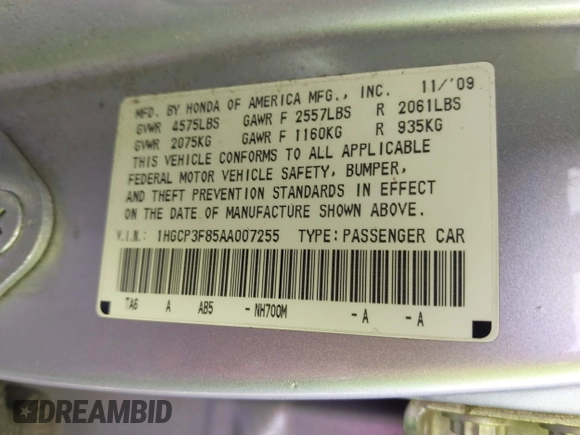 MFD. BY HONDA OF AMERICA MFG., INC. 11/'09
GVWR 4575LBS GAWR F 2557LBS R 2061LBS
GVWR 2075KG GAWR F 1160KG R 935KG
THIS VEHICLE CONFORMS TO ALL APPLICABLE
FEDERAL MOTOR VEHICLE SAFETY, BUMPER,
AND THEFT PREVENTION STANDARDS IN EFFECT
ON THE DATE OF MANUFACTURE SHOWN ABOVE.
V.I.N.: 1HGCP3F85AA007255 TYPE: PASSENGER CAR
TA6 A AB5 - NH700M - A - A
DREAMBID